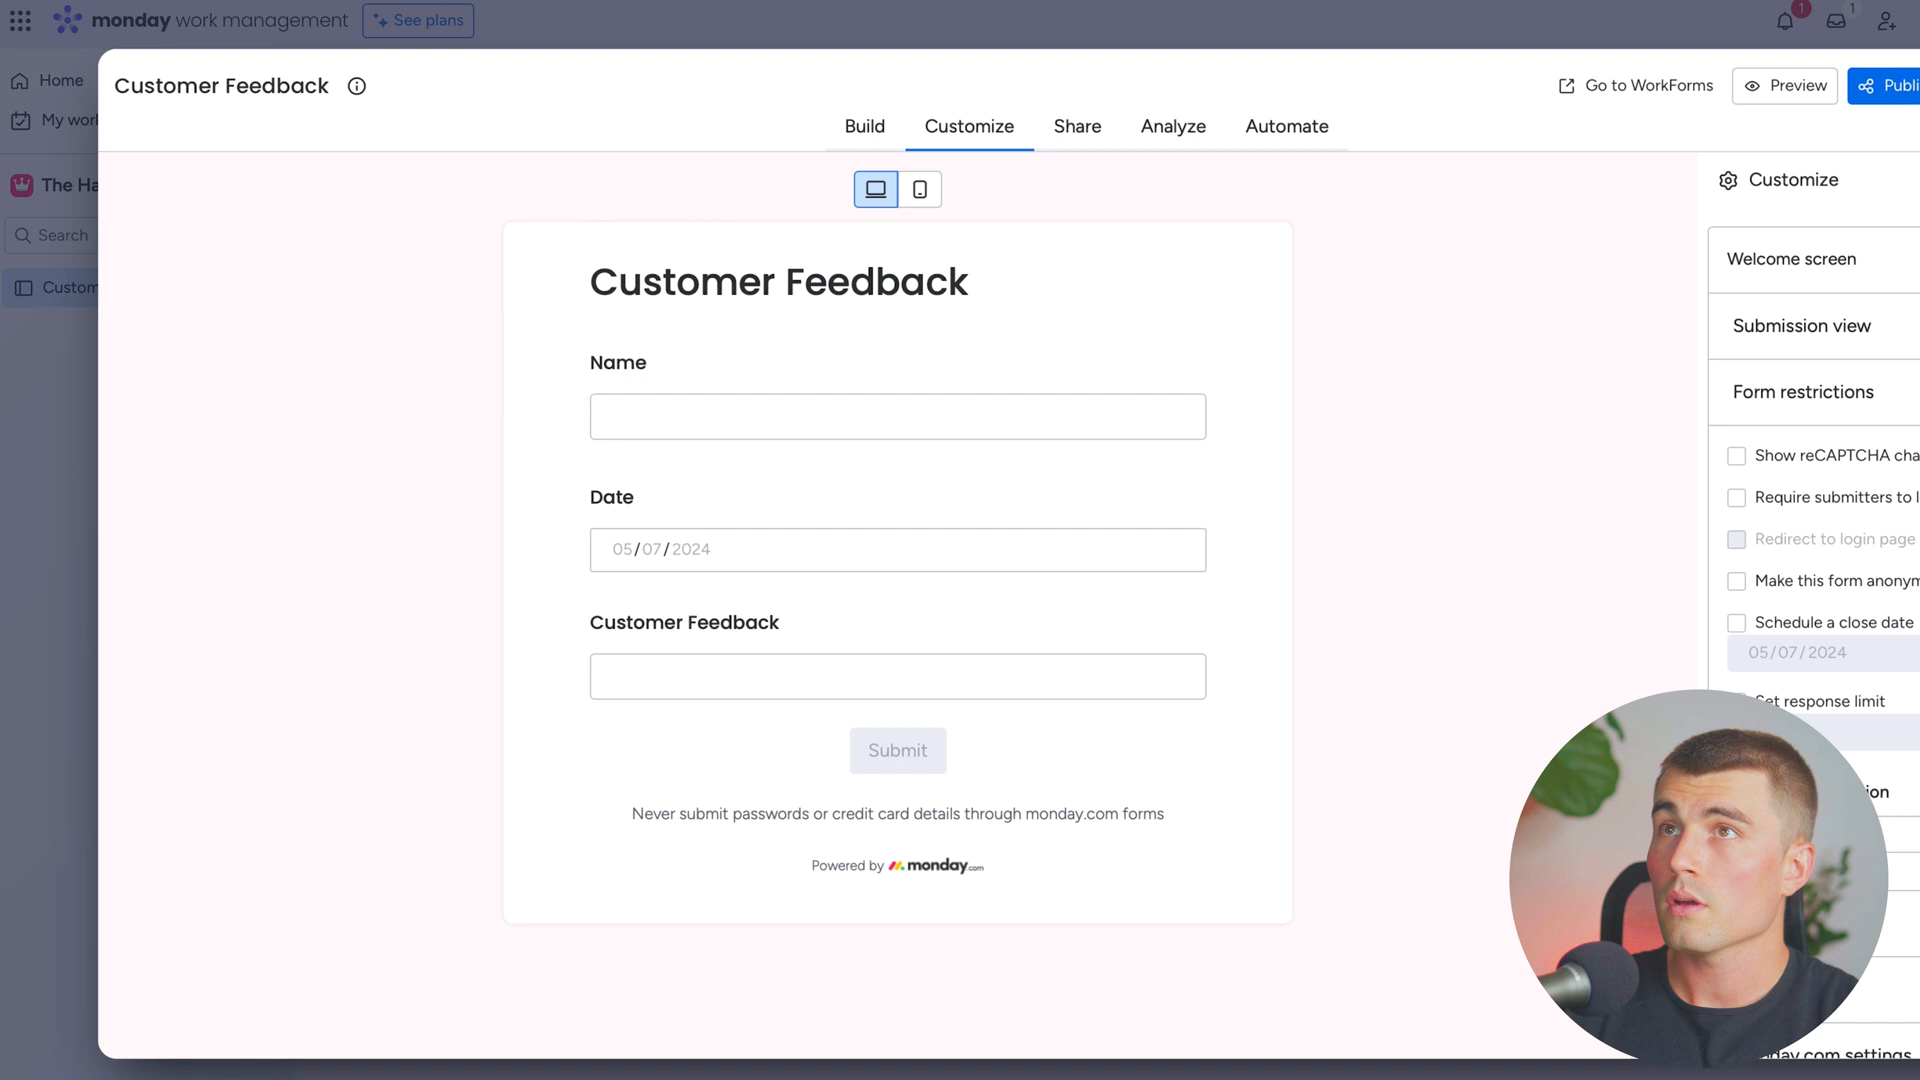 monday work management
See plans
1
1
Home
My work
Customer Feedback
Go to WorkForms
Preview
Publi
Build
Customize
Share
Analyze
Automate
The Ha
Search
Custom
Customize
Customer Feedback
Name
Date
05/07/2024
Customer Feedback
Submit
Never submit passwords or credit card details through monday.com forms
Powered by monday.com
Welcome screen
Submission view
Form restrictions
Show reCAPTCHA cha
Require submitters to l
Redirect to login page
Make this form anonym
Schedule a close date
05/07/2024
Set response limit
ion
day.com settings